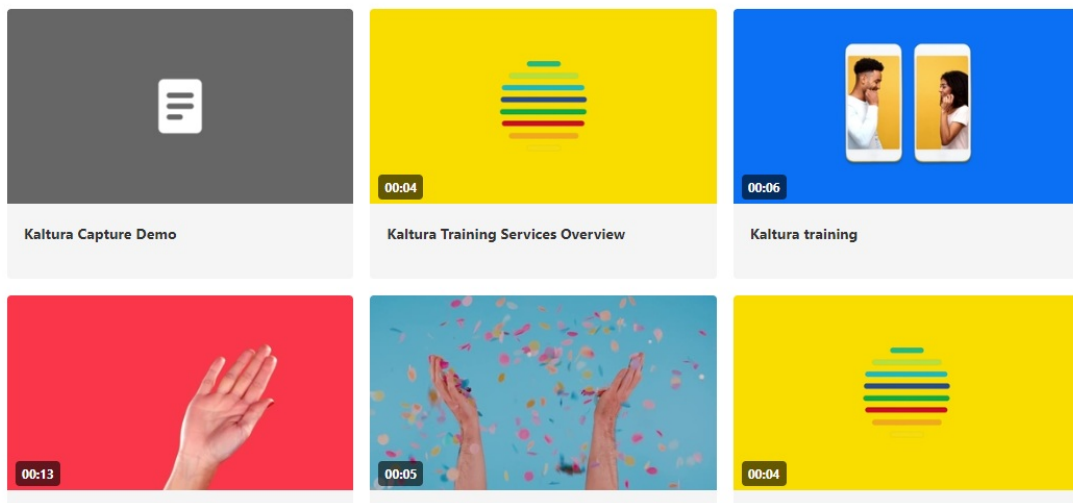 00:04
00:06
Kaltura Capture Demo
Kaltura Training Services Overview
Kaltura training
00:13
00:05
00:04